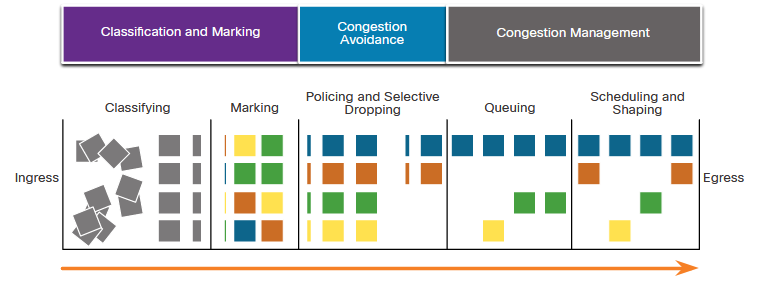 Classification and Marking
Congestion
Avoidance
Congestion Management
Classifying
Marking
Policing and Selective
Dropping
Queuing
Scheduling and
Shaping
Ingress
Egress